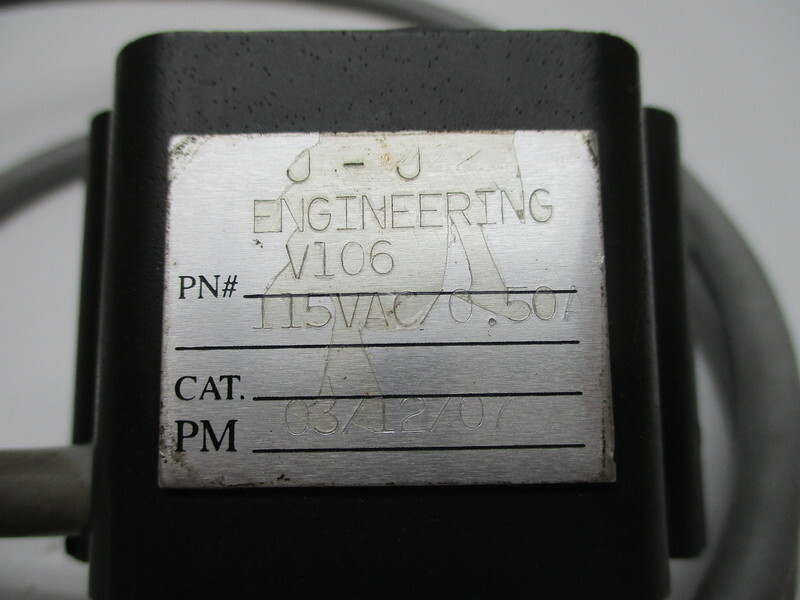 J-J
ENGINEERING
V106
PN#
115VAC/0.50A
CAT.
03/12/07
PM